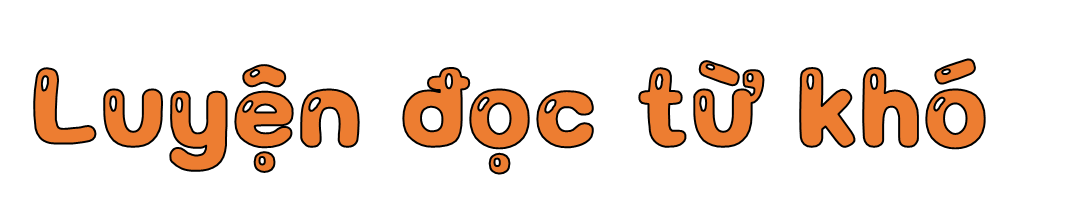 Luyện đọc từ khó